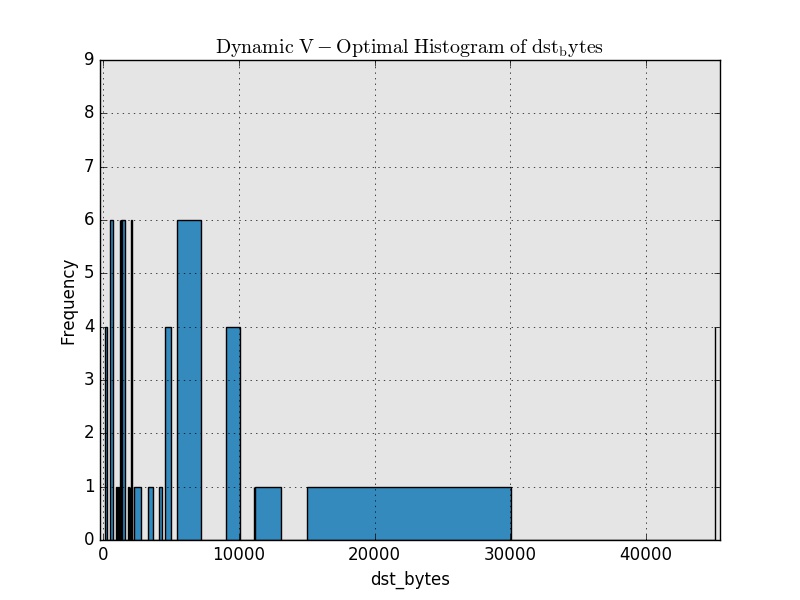 Dynamic V − Optimal Histogram of dst_bytes
9
8
7
6
5
4
3
2
1
0
Frequency
0 10000 20000 30000 40000
dst_bytes